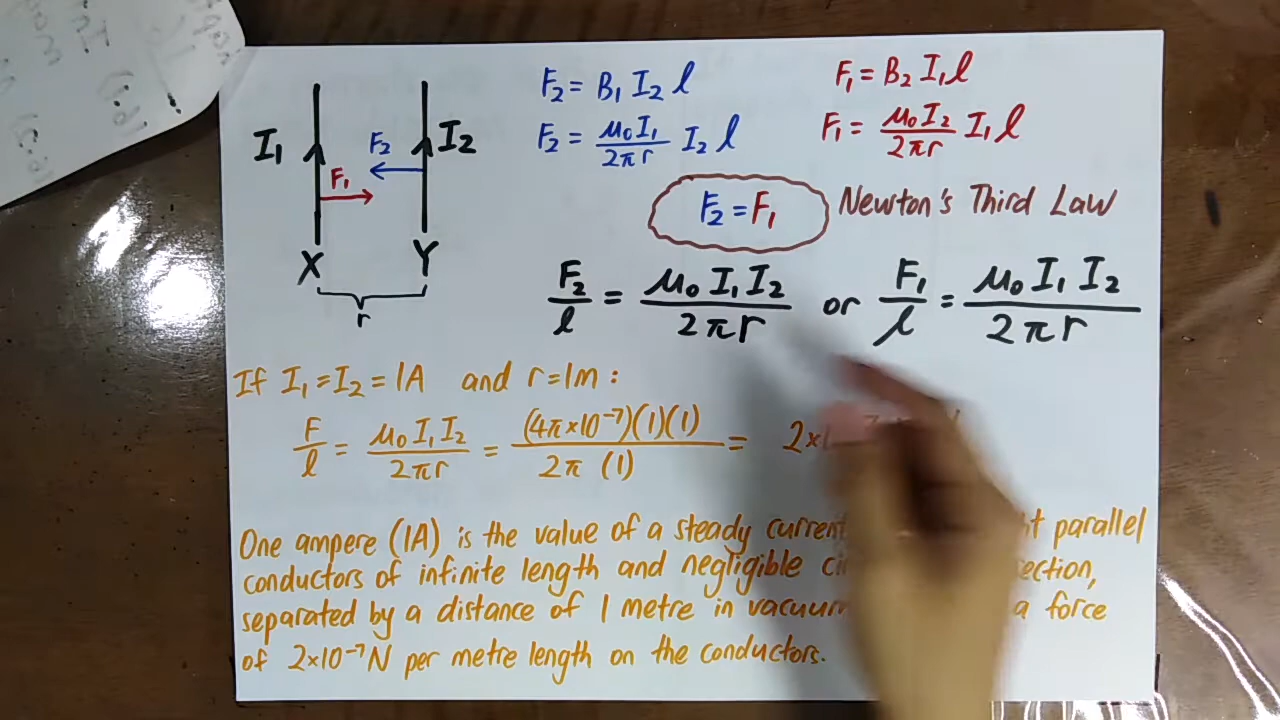 I₁ I₂
F₂
F₁
X Y
r
F₂ = B₁ I₂ l
F₂ = μ₀I₁/2πr I₂ l
F₁ = B₂ I₁ l
F₁ = μ₀I₂/2πr I₁ l
F₂ = F₁ Newton's Third Law
F₂/l = μ₀ I₁ I₂/2πr or F₁/l = μ₀ I₁ I₂/2πr
If I₁ = I₂ = 1A and r = 1m :
F/l = μ₀ I₁ I₂/2πr = (4π×10⁻⁷)(1)(1)/2π (1) =
One ampere (1A) is the value of a steady current parallel
conductors of infinite length and negligible
separated by a distance of 1 metre in vacuum a force
of 2×10⁻⁷N per metre length on the conductors.